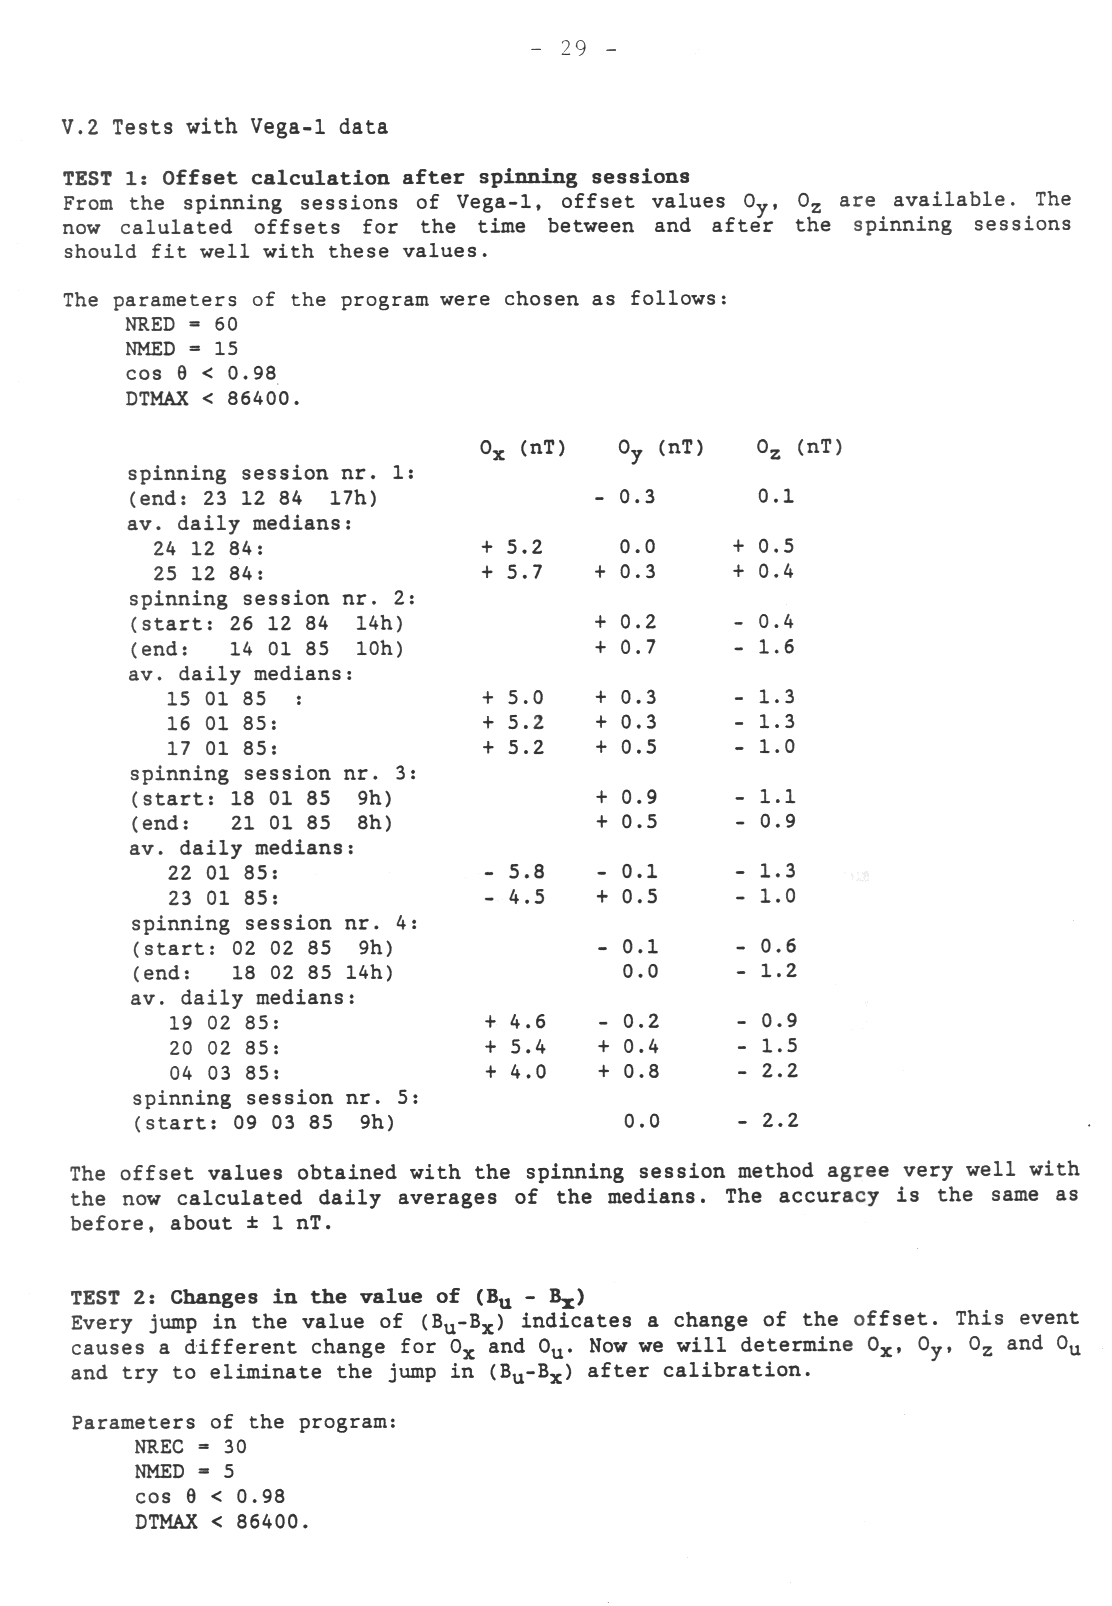 - 29 -
V.2 Tests with Vega-1 data
TEST 1: Offset calculation after spinning sessions
From the spinning sessions of Vega-1, offset values Oy, Oz are available. The
now calulated offsets for the time between and after the spinning sessions
should fit well with these values.
The parameters of the program were chosen as follows:
NRED = 60
NMED = 15
cos θ < 0.98
DTMAX < 86400.
Ox (nT) Oy (nT) Oz (nT)
spinning session nr. 1:
(end: 23 12 84 17h) - 0.3 0.1
av. daily medians:
24 12 84: + 5.2 0.0 + 0.5
25 12 84: + 5.7 + 0.3 + 0.4
spinning session nr. 2:
(start: 26 12 84 14h) + 0.2 - 0.4
(end: 14 01 85 10h) + 0.7 - 1.6
av. daily medians:
15 01 85 : + 5.0 + 0.3 - 1.3
16 01 85: + 5.2 + 0.3 - 1.3
17 01 85: + 5.2 + 0.5 - 1.0
spinning session nr. 3:
(start: 18 01 85 9h) + 0.9 - 1.1
(end: 21 01 85 8h) + 0.5 - 0.9
av. daily medians:
22 01 85: - 5.8 - 0.1 - 1.3
23 01 85: - 4.5 + 0.5 - 1.0
spinning session nr. 4:
(start: 02 02 85 9h) - 0.1 - 0.6
(end: 18 02 85 14h) 0.0 - 1.2
av. daily medians:
19 02 85: + 4.6 - 0.2 - 0.9
20 02 85: + 5.4 + 0.4 - 1.5
04 03 85: + 4.0 + 0.8 - 2.2
spinning session nr. 5:
(start: 09 03 85 9h) 0.0 - 2.2
The offset values obtained with the spinning session method agree very well with
the now calculated daily averages of the medians. The accuracy is the same as
before, about ± 1 nT.
TEST 2: Changes in the value of (Bu - Bx)
Every jump in the value of (Bu-Bx) indicates a change of the offset. This event
causes a different change for Ox and Ou. Now we will determine Ox, Oy, Oz and Ou
and try to eliminate the jump in (Bu-Bx) after calibration.
Parameters of the program:
NREC = 30
NMED = 5
cos θ < 0.98
DTMAX < 86400.